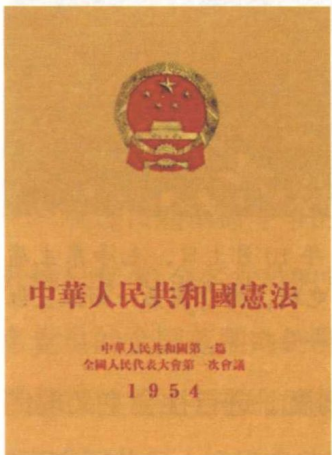 中華人民共和國憲法
中華人民共和國第一篇
全國人民代表大會第一次會議
1954